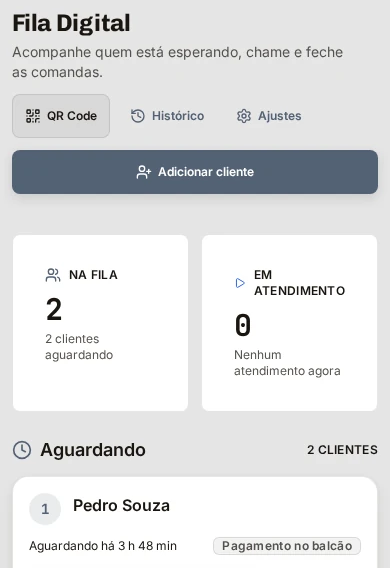 Fila Digital
Acompanhe quem está esperando, chame e feche
as comandas.
QR Code
Histórico
Ajustes
Adicionar cliente
NA FILA
2
2 clientes
aguardando
EM
ATENDIMENTO
0
Nenhum
atendimento agora
Aguardando
2 CLIENTES
1
Pedro Souza
Aguardando há 3 h 48 min
Pagamento no balcão